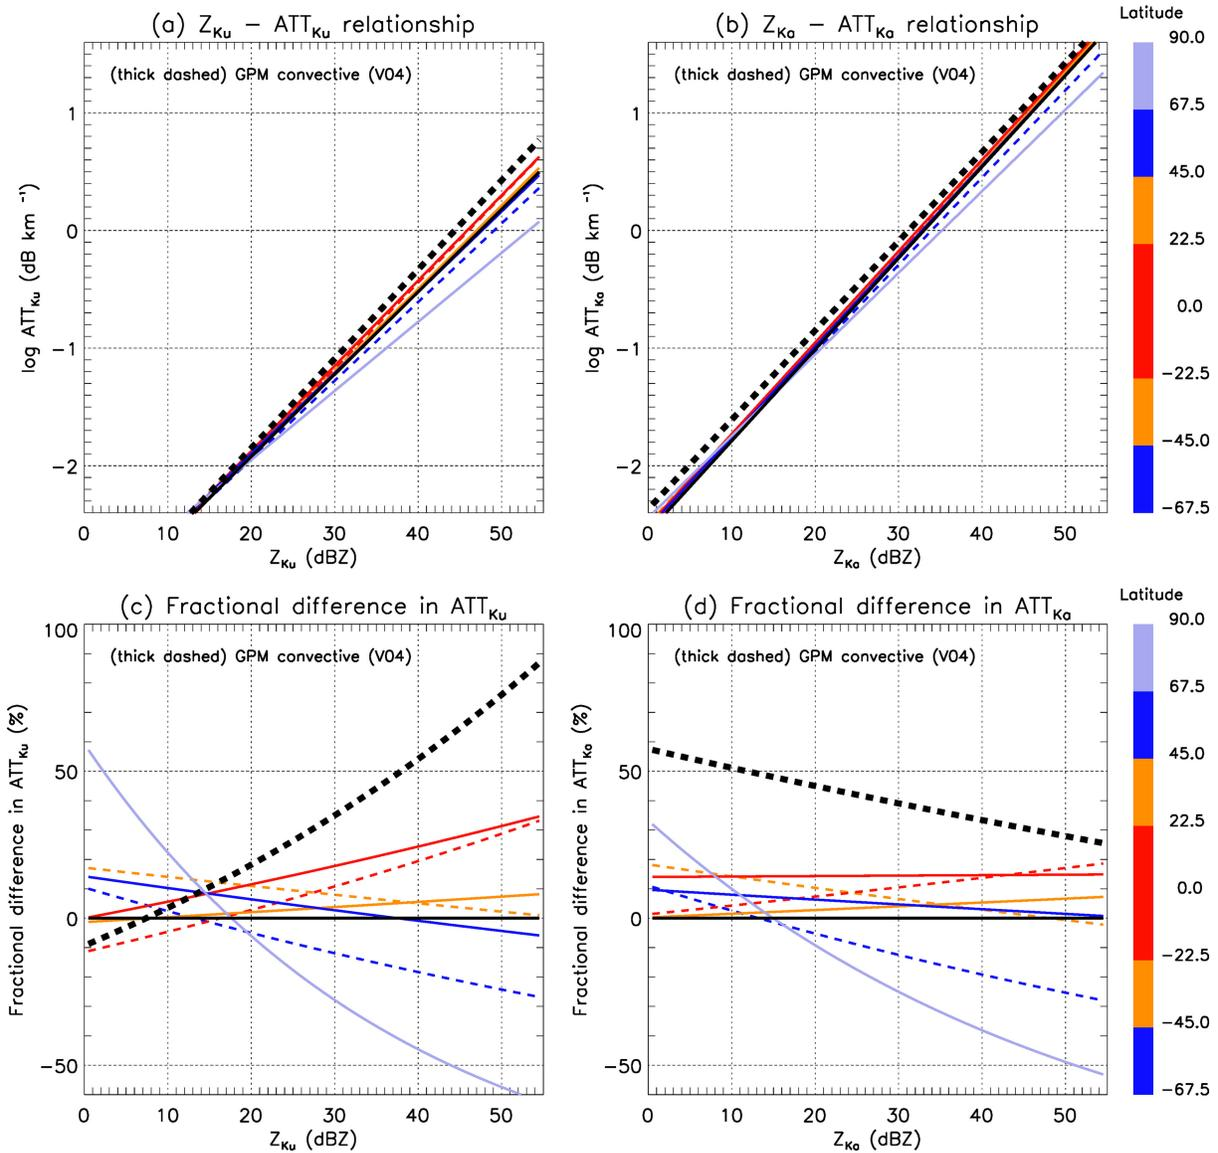 (a) Z_Ku − ATT_Ku relationship
(b) Z_Ka − ATT_Ka relationship
Latitude
(thick dashed) GPM convective (V04)
(thick dashed) GPM convective (V04)
log ATT_Ku (dB km⁻¹)
1
0
−1
−2
0 10 20 30 40 50
Z_Ku (dBZ)
log ATT_Ka (dB km⁻¹)
1
0
−1
−2
0 10 20 30 40 50
Z_Ka (dBZ)
90.0
67.5
45.0
22.5
0.0
−22.5
−45.0
−67.5
(c) Fractional difference in ATT_Ku
(d) Fractional difference in ATT_Ka
Latitude
(thick dashed) GPM convective (V04)
(thick dashed) GPM convective (V04)
Fractional difference in ATT_Ku (%)
100
50
0
−50
0 10 20 30 40 50
Z_Ku (dBZ)
Fractional difference in ATT_Ka (%)
100
50
0
−50
0 10 20 30 40 50
Z_Ka (dBZ)
90.0
67.5
45.0
22.5
0.0
−22.5
−45.0
−67.5